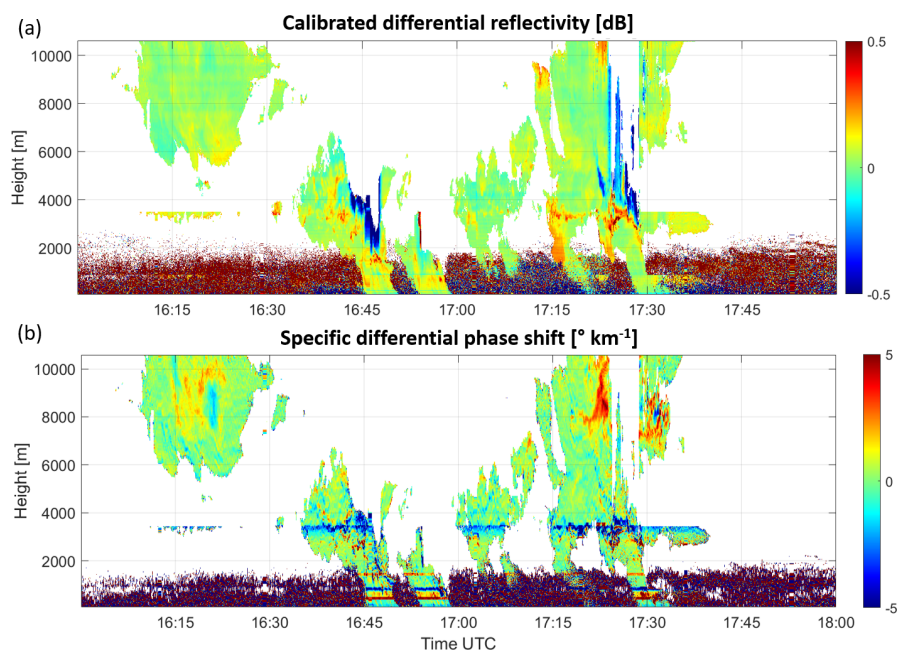 (a) Calibrated differential reflectivity [dB]
Height [m]
10000
8000
6000
4000
2000
16:15 16:30 16:45 17:00 17:15 17:30 17:45
0.5
0
-0.5
(b) Specific differential phase shift [° km⁻¹]
Height [m]
10000
8000
6000
4000
2000
16:15 16:30 16:45 17:00 17:15 17:30 17:45 18:00
Time UTC
5
0
-5